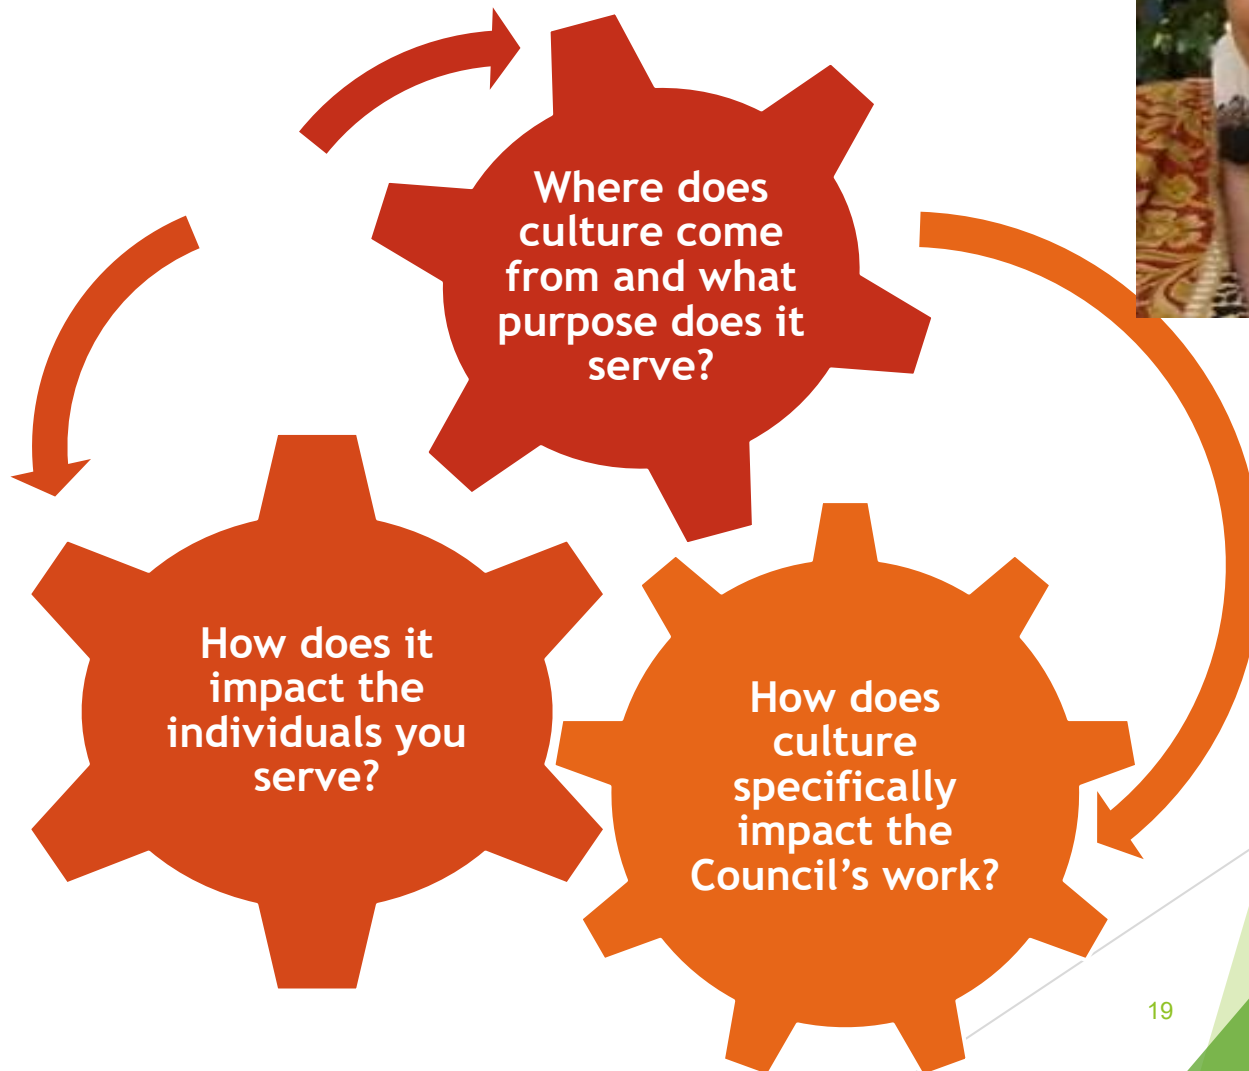 Where does
culture come
from and what
purpose does it
serve?
How does it
impact the
individuals you
serve?
How does
culture
specifically
impact the
Council’s work?
19